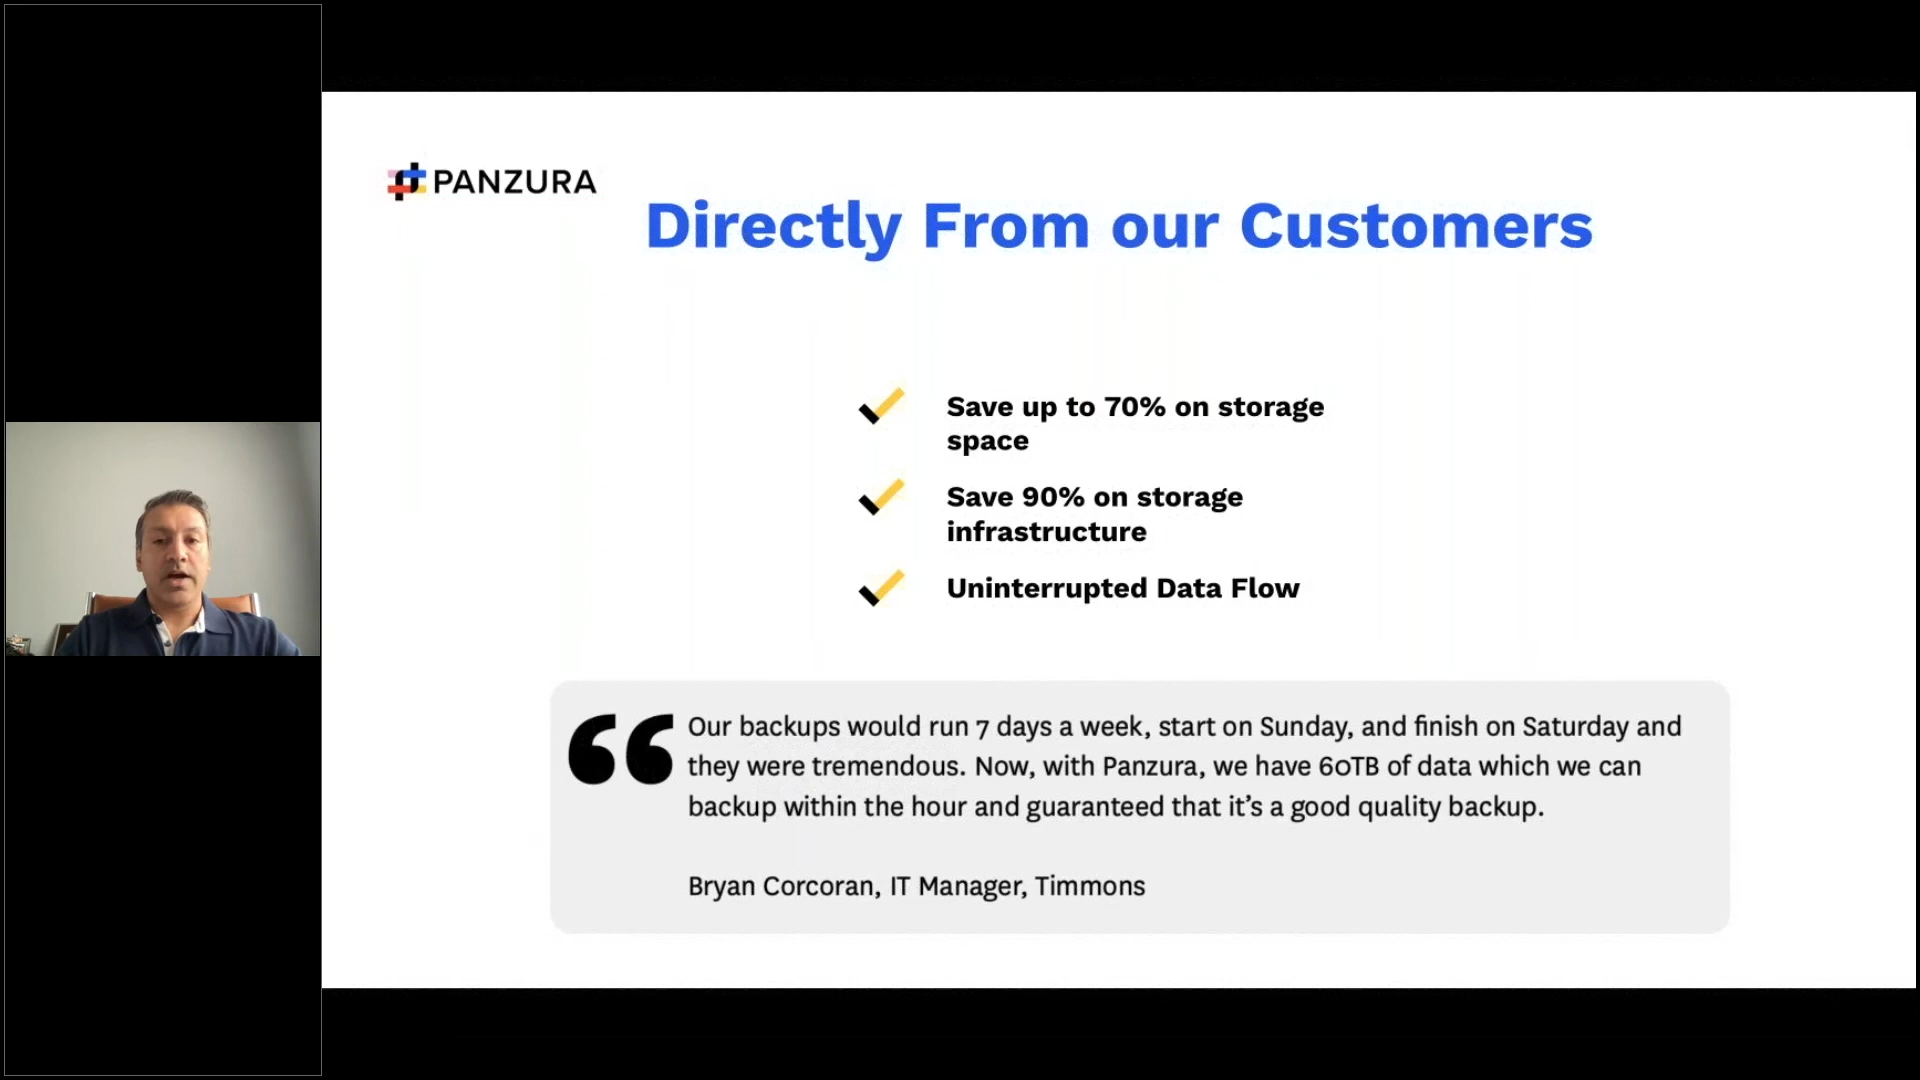 PANZURA
Directly From our Customers
Save up to 70% on storage
space
Save 90% on storage
infrastructure
Uninterrupted Data Flow
Our backups would run 7 days a week, start on Sunday, and finish on Saturday and
they were tremendous. Now, with Panzura, we have 60TB of data which we can
backup within the hour and guaranteed that it’s a good quality backup.
Bryan Corcoran, IT Manager, Timmons